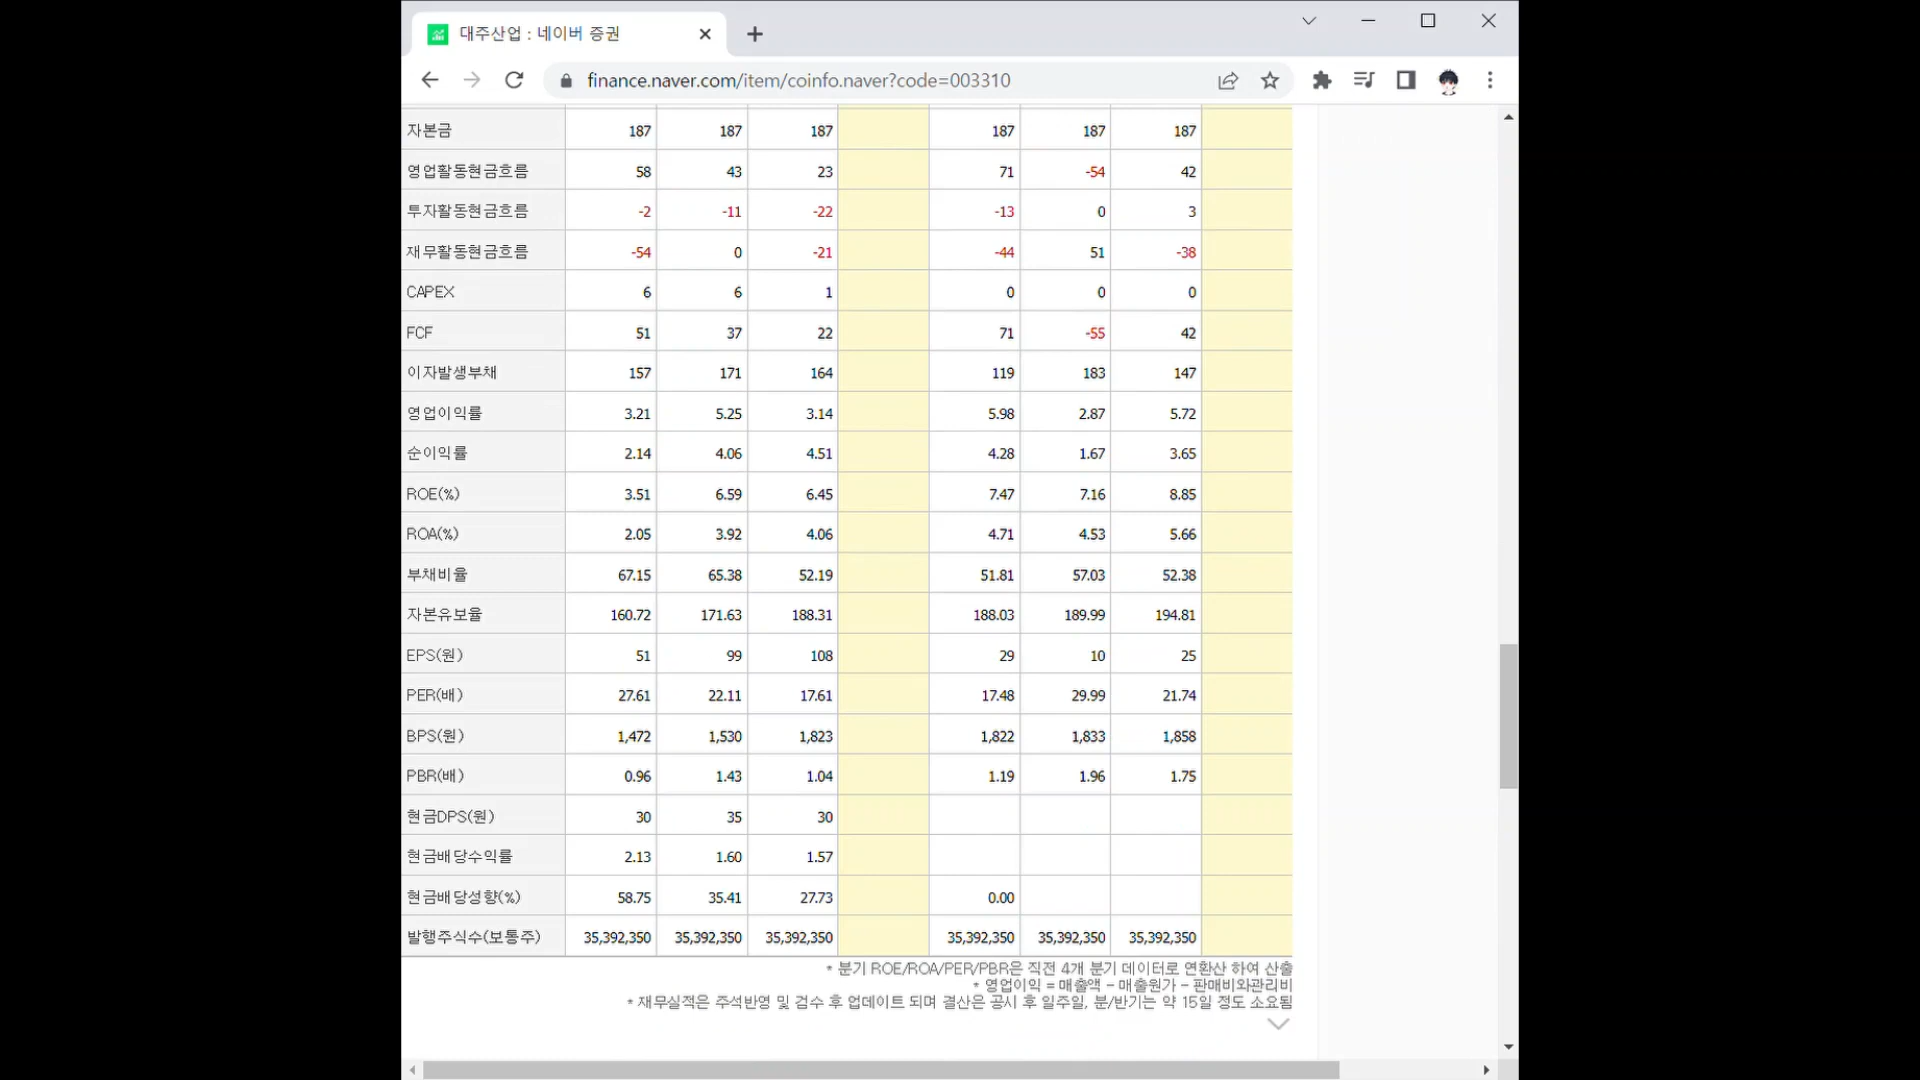 대주산업 : 네이버 증권
finance.naver.com/item/coinfo.naver?code=003310
자본금 187 187 187 187 187 187
영업활동현금흐름 58 43 23 71 -54 42
투자활동현금흐름 -2 -11 -22 -13 0 3
재무활동현금흐름 -54 0 -21 -44 51 -38
CAPEX 6 6 1 0 0 0
FCF 51 37 22 71 -55 42
이자발생부채 157 171 164 119 183 147
영업이익률 3.21 5.25 3.14 5.98 2.87 5.72
순이익률 2.14 4.06 4.51 4.28 1.67 3.65
ROE(%) 3.51 6.59 6.45 7.47 7.16 8.85
ROA(%) 2.05 3.92 4.06 4.71 4.53 5.66
부채비율 67.15 65.38 52.19 51.81 57.03 52.38
자본유보율 160.72 171.63 188.31 188.03 189.99 194.81
EPS(원) 51 99 108 29 10 25
PER(배) 27.61 22.11 17.61 17.48 29.99 21.74
BPS(원) 1,472 1,530 1,823 1,822 1,833 1,858
PBR(배) 0.96 1.43 1.04 1.19 1.96 1.75
현금DPS(원) 30 35 30
현금배당수익률 2.13 1.60 1.57
현금배당성향(%) 58.75 35.41 27.73 0.00
발행주식수(보통주) 35,392,350 35,392,350 35,392,350 35,392,350 35,392,350 35,392,350
* 분기 ROE/ROA/PER/PBR은 직전 4개 분기 데이터로 연환산 하여 산출
* 영업이익 = 매출액 - 매출원가 - 판매비와관리비
* 재무실적은 주석반영 및 검수 후 업데이트 되며 결산은 공시 후 일주일, 분/반기는 약 15일 정도 소요됨